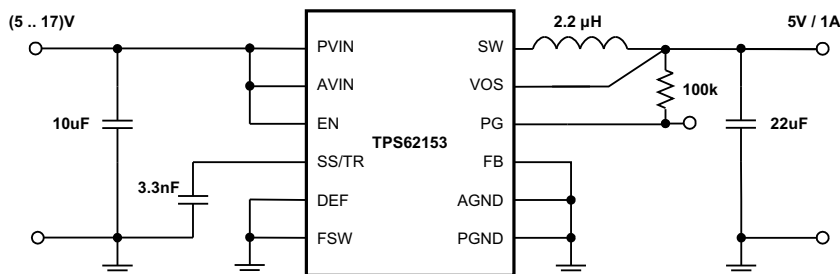 (5 .. 17)V
2.2 µH
5V / 1A
PVIN
SW
AVIN
VOS
100k
10uF
EN
PG
22uF
TPS62153
SS/TR
FB
3.3nF
DEF
AGND
FSW
PGND